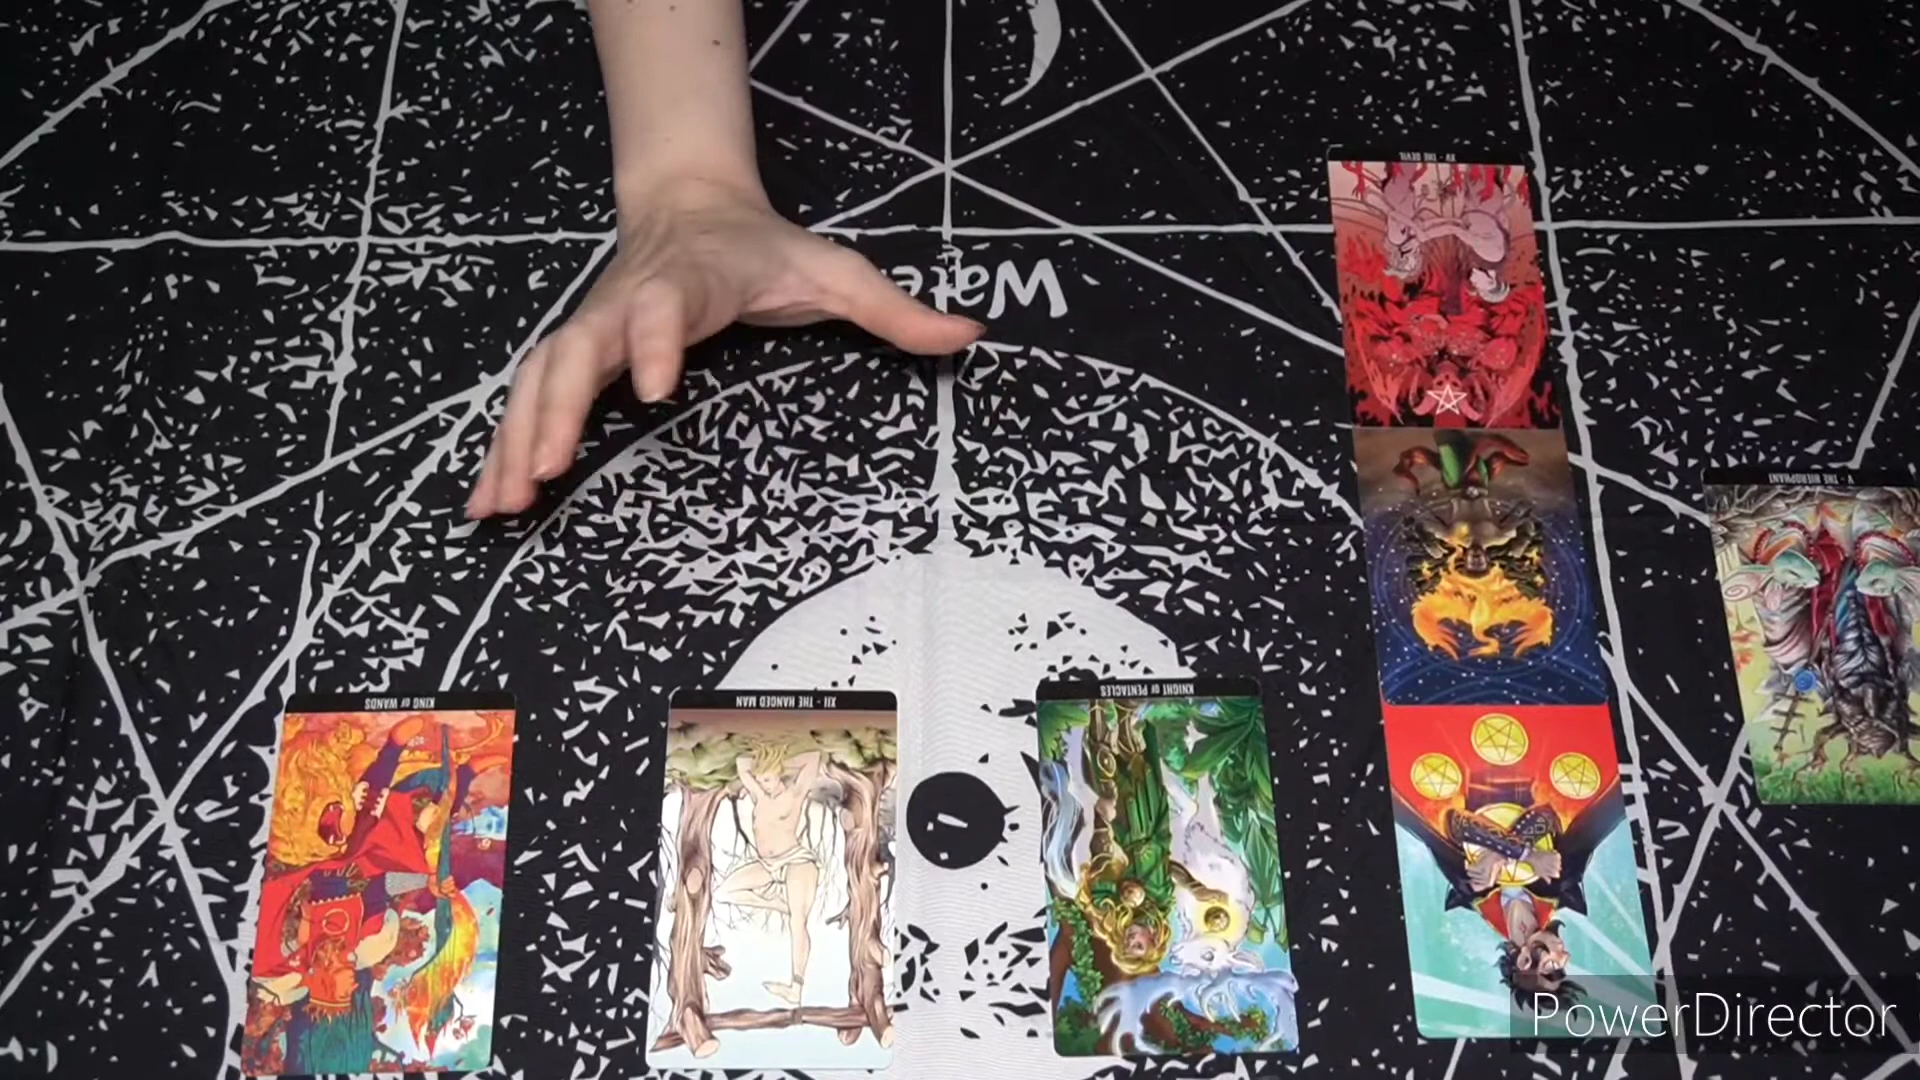 XV - THE DEVIL
Water
V - THE HIEROPHANT
KING OF WANDS
XII - THE HANGED MAN
KNIGHT OF PENTACLES
PowerDirector